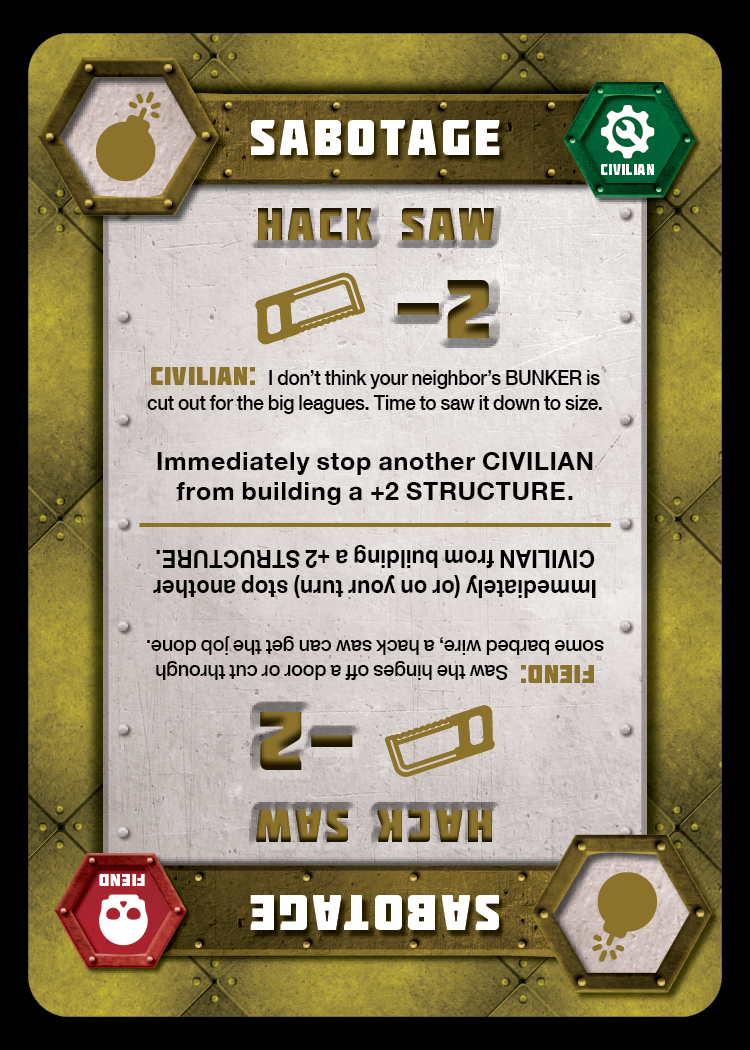 SABOTAGE
CIVILIAN
HACK SAW
-2
CIVILIAN: I don't think your neighbor's BUNKER is
cut out for the big leagues. Time to saw it down to size.
Immediately stop another CIVILIAN
from building a +2 STRUCTURE.
SABOTAGE
FIEND
HACK SAW
-2
FIEND: Saw the hinges off a door or cut through
some barbed wire, a hack saw can get the job done.
Immediately (or on your turn) stop another
CIVILIAN from building a +2 STRUCTURE.